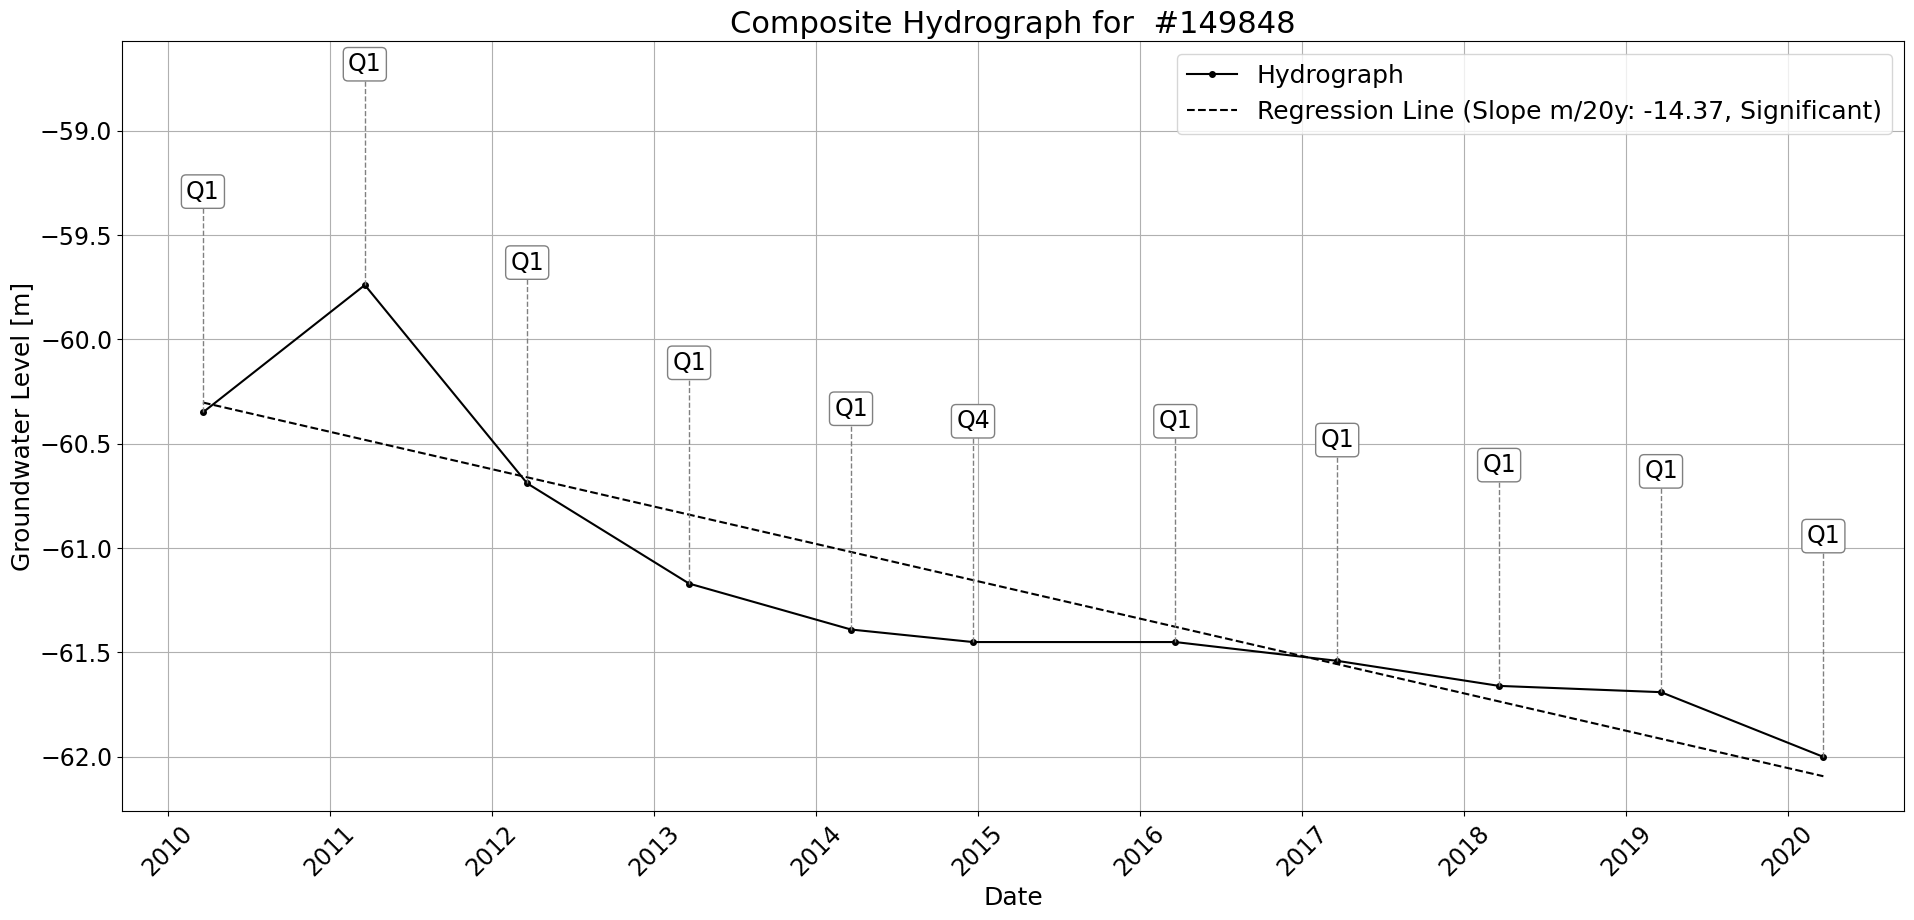 Composite Hydrograph for  #149848
Hydrograph
Regression Line (Slope m/20y: -14.37, Significant)
Groundwater Level [m]
−59.0
−59.5
−60.0
−60.5
−61.0
−61.5
−62.0
Q1
Q1
Q1
Q1
Q1
Q4
Q1
Q1
Q1
Q1
Q1
2010
2011
2012
2013
2014
2015
2016
2017
2018
2019
2020
Date